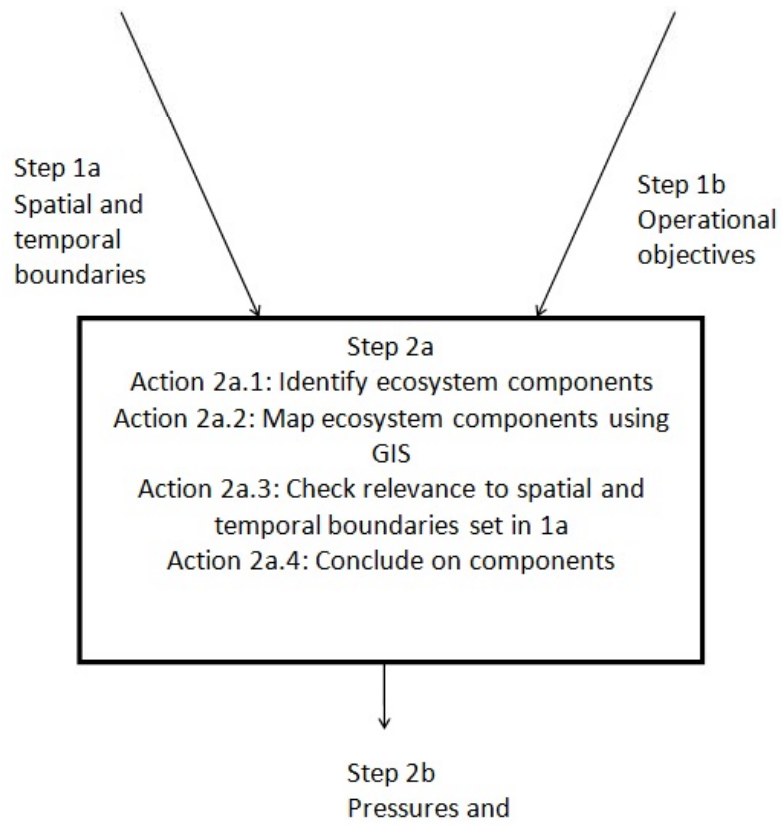 Step 1a
Spatial and
temporal
boundaries
Step 1b
Operational
objectives
Step 2a
Action 2a.1: Identify ecosystem components
Action 2a.2: Map ecosystem components using
GIS
Action 2a.3: Check relevance to spatial and
temporal boundaries set in 1a
Action 2a.4: Conclude on components
Step 2b
Pressures and